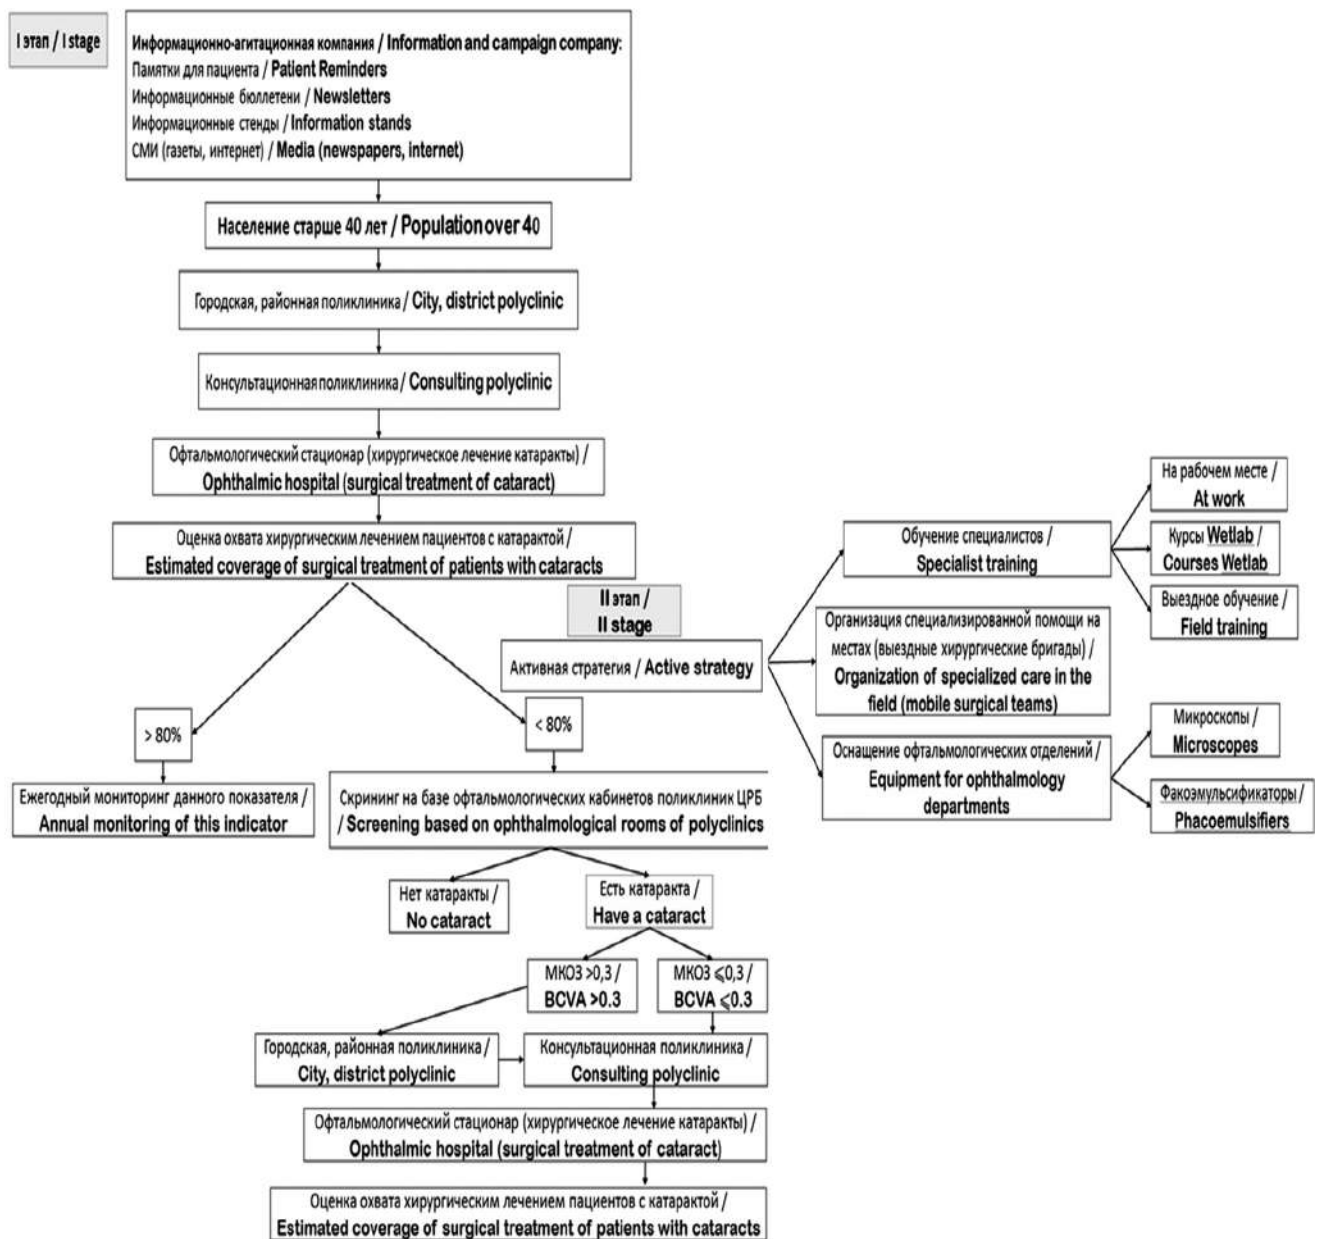 I этап / I stage
Информационно-агитационная компания / Information and campaign company:
Памятки для пациента / Patient Reminders
Информационные бюллетени / Newsletters
Информационные стенды / Information stands
СМИ (газеты, интернет) / Media (newspapers, internet)
Население старше 40 лет / Population over 40
Городская, районная поликлиника / City, district polyclinic
Консультационная поликлиника / Consulting polyclinic
Офтальмологический стационар (хирургическое лечение катаракты) /
Ophthalmic hospital (surgical treatment of cataract)
Оценка охвата хирургическим лечением пациентов с катарактой /
Estimated coverage of surgical treatment of patients with cataracts
> 80%
Ежегодный мониторинг данного показателя /
Annual monitoring of this indicator
< 80%
Скрининг на базе офтальмологических кабинетов поликлиник ЦРБ
/ Screening based on ophthalmological rooms of polyclinics
Нет катаракты /
No cataract
Есть катаракта /
Have a cataract
МКОЗ >0,3 /
BCVA >0.3
МКОЗ ⩽0,3 /
BCVA ⩽0.3
Городская, районная поликлиника /
City, district polyclinic
Консультационная поликлиника /
Consulting polyclinic
Офтальмологический стационар (хирургическое лечение катаракты) /
Ophthalmic hospital (surgical treatment of cataract)
Оценка охвата хирургическим лечением пациентов с катарактой /
Estimated coverage of surgical treatment of patients with cataracts
II этап /
II stage
Активная стратегия / Active strategy
Обучение специалистов /
Specialist training
На рабочем месте /
At work
Курсы Wetlab /
Courses Wetlab
Выездное обучение /
Field training
Организация специализированной помощи на
местах (выездные хирургические бригады) /
Organization of specialized care in the
field (mobile surgical teams)
Оснащение офтальмологических отделений /
Equipment for ophthalmology
departments
Микроскопы /
Microscopes
Факоэмульсификаторы /
Phacoemulsifiers